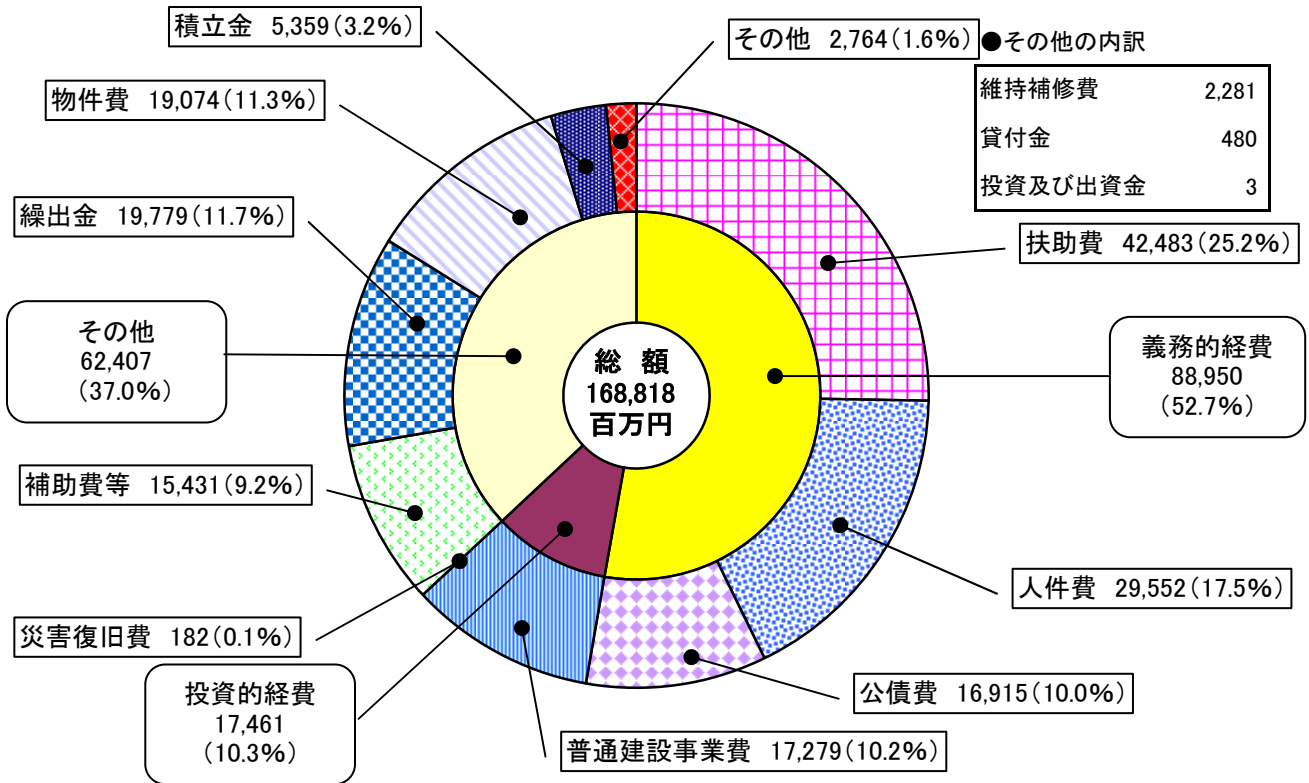 積立金 5,359(3.2%)
その他 2,764(1.6%)
●その他の内訳
維持補修費 2,281
貸付金 480
投資及び出資金 3
物件費 19,074(11.3%)
繰出金 19,779(11.7%)
扶助費 42,483(25.2%)
その他
62,407
(37.0%)
総 額
168,818
百万円
義務的経費
88,950
(52.7%)
補助費等 15,431(9.2%)
人件費 29,552(17.5%)
災害復旧費 182(0.1%)
投資的経費
17,461
(10.3%)
公債費 16,915(10.0%)
普通建設事業費 17,279(10.2%)